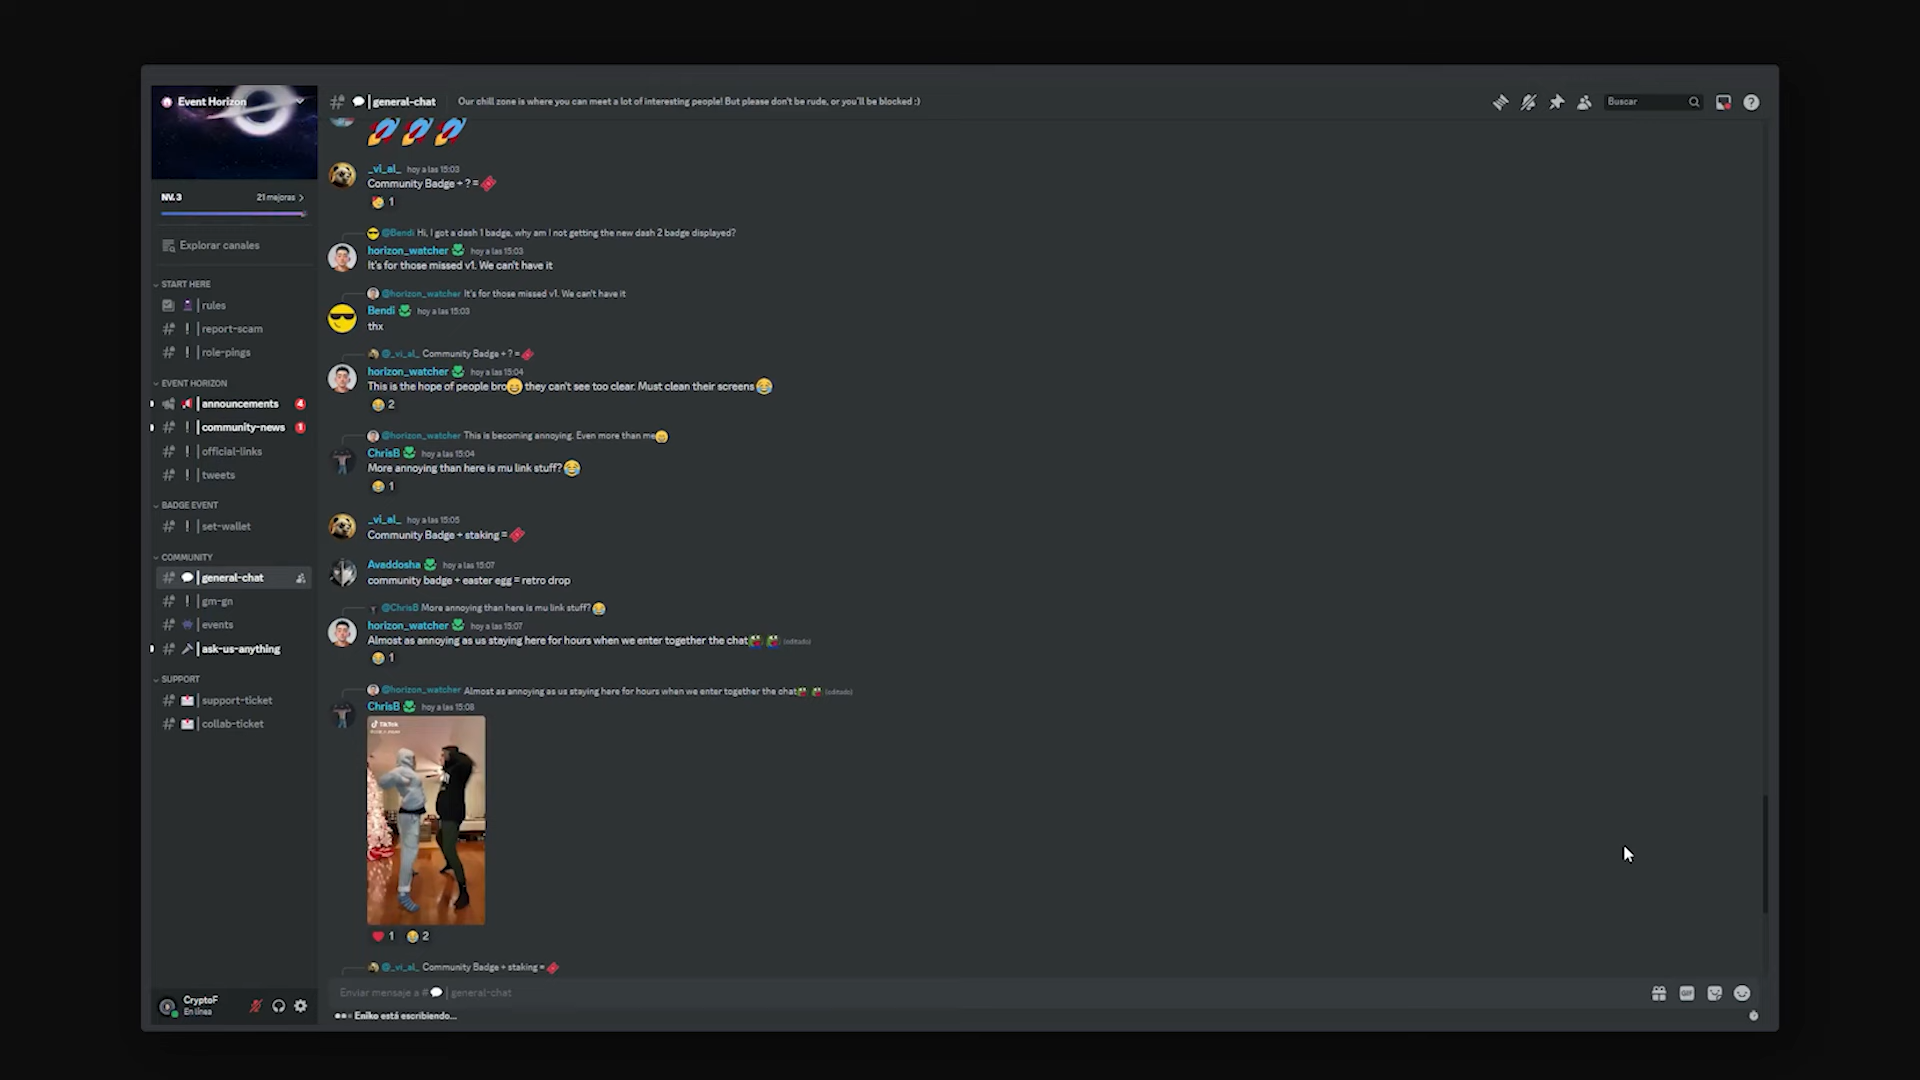 Event Horizon
NV. 3
21 mejoras
Explorar canales
START HERE
rules
report-scam
role-pings
EVENT HORIZON
announcements 4
community-news 1
official-links
tweets
BADGE EVENT
set-wallet
COMMUNITY
general-chat
gm-gn
events
ask-us-anything
SUPPORT
support-ticket
collab-ticket
CryptoF
En línea
general-chat
Our chill zone is where you can meet a lot of interesting people! But please don't be rude, or you'll be blocked :)
Buscar
_vi_al_ hoy a las 15:03
Community Badge + ? =
1
@Bendi Hi, I got a dash 1 badge, why am I not getting the new dash 2 badge displayed?
horizon_watcher hoy a las 15:03
It's for those missed v1. We can't have it
@horizon_watcher It's for those missed v1. We can't have it
Bendi hoy a las 15:03
thx
@_vi_al_ Community Badge + ? =
horizon_watcher hoy a las 15:04
This is the hope of people bro they can't see too clear. Must clean their screens
2
@horizon_watcher This is becoming annoying. Even more than me
ChrisB hoy a las 15:04
More annoying than here is mu link stuff?
1
_vi_al_ hoy a las 15:05
Community Badge + staking =
Aveddosha hoy a las 15:07
community badge + easter egg = retro drop
@ChrisB More annoying than here is mu link stuff?
horizon_watcher hoy a las 15:07
Almost as annoying as us staying here for hours when we enter together the chat (editado)
1
@horizon_watcher Almost as annoying as us staying here for hours when we enter together the chat (editado)
ChrisB hoy a las 15:08
TikTok
1 2
@_vi_al_ Community Badge + staking =
Enviar mensaje a # general-chat
GIF
Eniko está escribiendo...